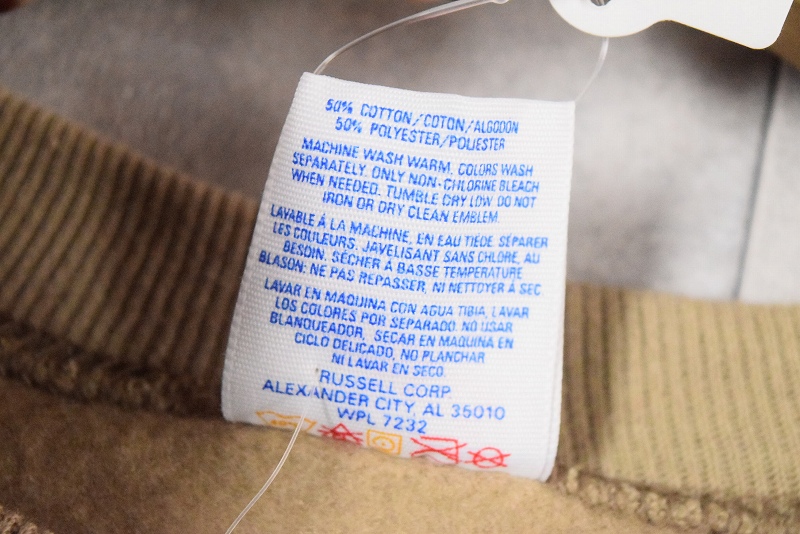 50% COTTON/COTON/ALGODON
50% POLYESTER/POLIESTER
MACHINE WASH WARM, COLORS WASH
SEPARATELY. ONLY NON-CHLORINE BLEACH
WHEN NEEDED. TUMBLE DRY LOW. DO NOT
IRON OR DRY CLEAN EMBLEM.
LAVABLE À LA MACHINE, EN EAU TIEDE SÉPARER
LES COULEURS. JAVELISANT SANS CHLORE, AU
BESOIN. SÉCHER À BASSE TEMPERATURE
BLASON: NE PAS REPASSER, NI NETTOYER À SEC.
LAVAR EN MAQUINA CON AGUA TIBIA, LAVAR
LOS COLORES POR SEPARADO. NO USAR
BLANQUEADOR, SECAR EN MAQUINA EN
CICLO DELICADO, NO PLANCHAR
NI LAVAR EN SECO.
RUSSELL CORP.
ALEXANDER CITY, AL 35010
WPL 7232